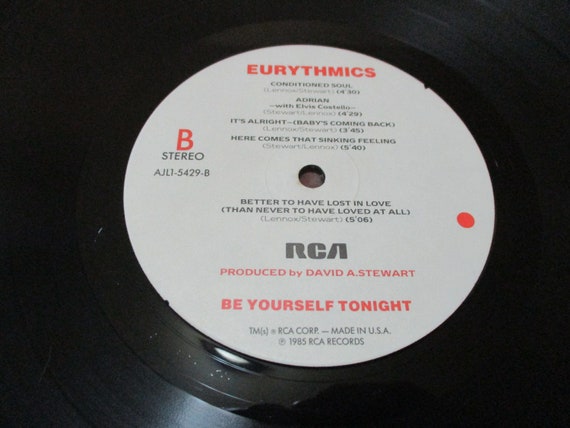 EURYTHMICS
CONDITIONED SOUL
(Lennox/Stewart) (4'30)
ADRIAN
~with Elvis Costello~
(Stewart/Lennox) (4'29)
IT'S ALRIGHT~(BABY'S COMING BACK)
(Lennox/Stewart) (3'45)
HERE COMES THAT SINKING FEELING
(Stewart/Lennox) (5'40)
B
STEREO
AJL1-5429-B
BETTER TO HAVE LOST IN LOVE
(THAN NEVER TO HAVE LOVED AT ALL)
(Lennox/Stewart) (5'06)
RCA
PRODUCED by DAVID A.STEWART
BE YOURSELF TONIGHT
TM(s) ® RCA CORP. – MADE IN U.S.A.
℗ 1985 RCA RECORDS